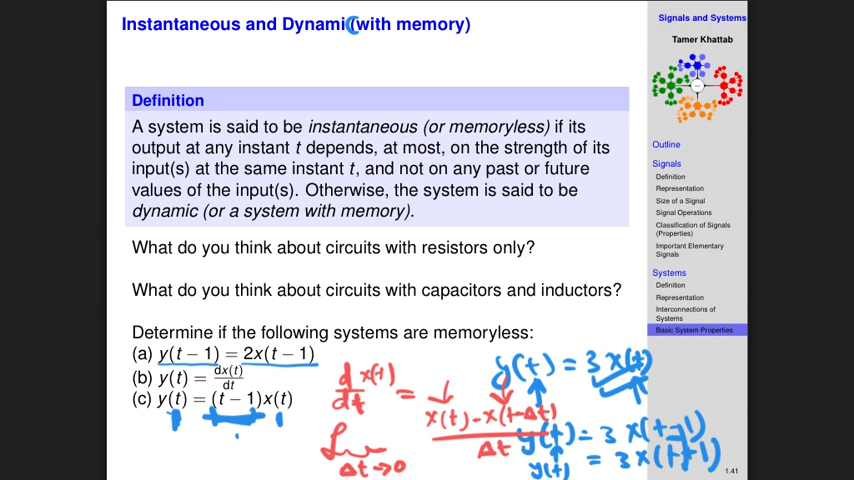 Instantaneous and Dynamic (with memory)
Definition
A system is said to be instantaneous (or memoryless) if its
output at any instant t depends, at most, on the strength of its
input(s) at the same instant t, and not on any past or future
values of the input(s). Otherwise, the system is said to be
dynamic (or a system with memory).
What do you think about circuits with resistors only?
What do you think about circuits with capacitors and inductors?
Determine if the following systems are memoryless:
(a) y(t − 1) = 2x(t − 1)
(b) y(t) = dx(t)/dt
(c) y(t) = (t − 1)x(t)
d/dt x(t) = x(t) - x(t-Δt) / Δt
Δt→0
y(t) = 3 x(t)
y(t) = 3 x(t-1)
y(t) = 3 x(t+1)
Signals and Systems
Tamer Khattab
Outline
Signals
Definition
Representation
Size of a Signal
Signal Operations
Classification of Signals
(Properties)
Important Elementary
Signals
Systems
Definition
Representation
Interconnections of
Systems
Basic System Properties
1.41